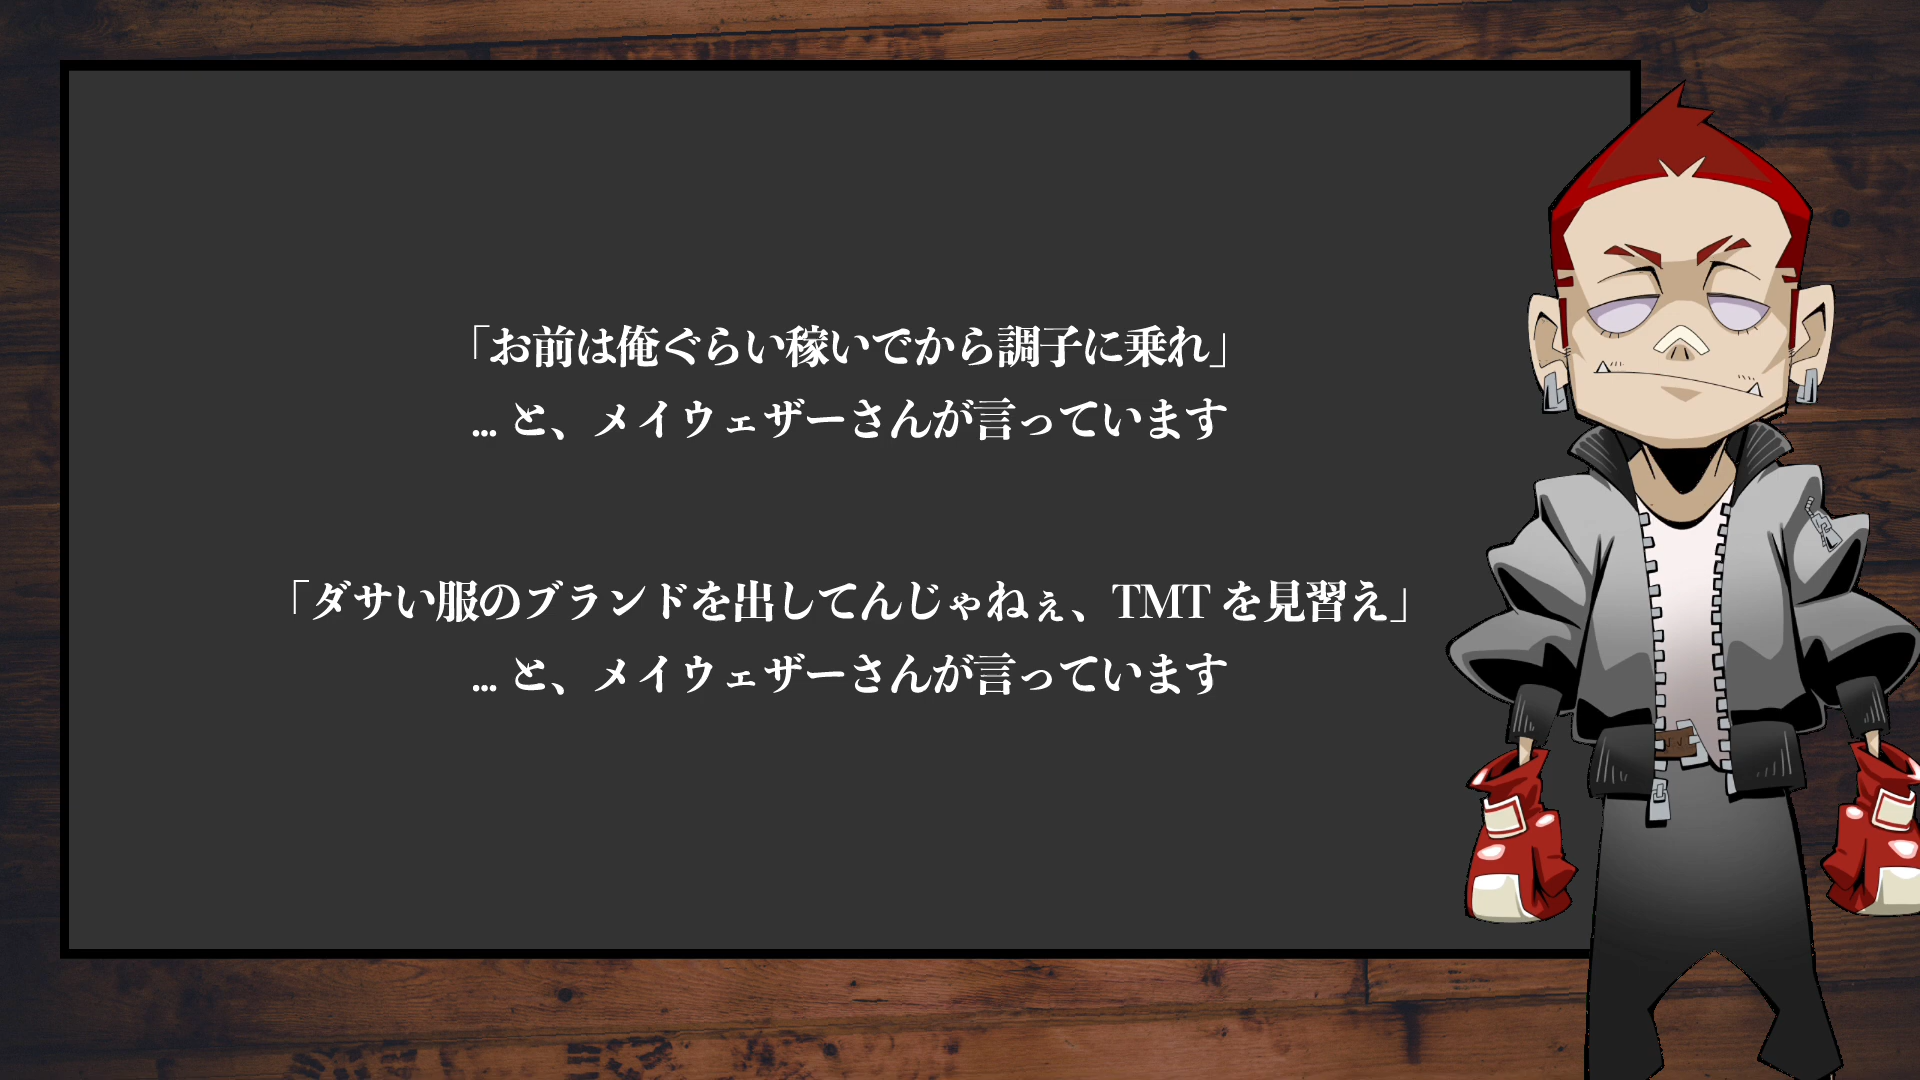 「お前は俺ぐらい稼いでから調子に乗れ」
... と、メイウェザーさんが言っています
「ダサい服のブランドを出してんじゃねぇ、TMT を見習え」
... と、メイウェザーさんが言っています